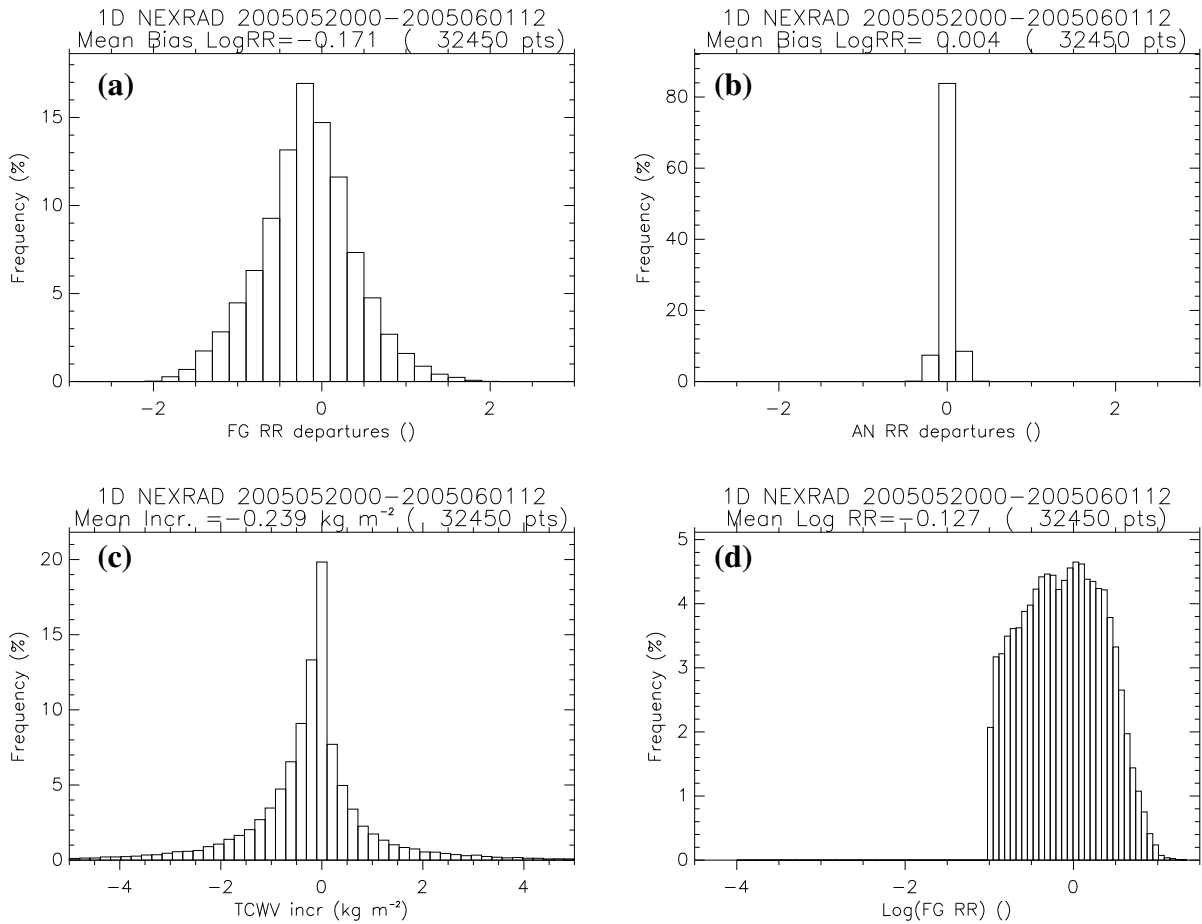 1D NEXRAD 2005052000−2005060112
Mean Bias LogRR=−0.171 ( 32450 pts)
(a)
15
10
5
0
Frequency (%)
−2 0 2
FG RR departures ()
1D NEXRAD 2005052000−2005060112
Mean Bias LogRR= 0.004 ( 32450 pts)
(b)
80
60
40
20
0
Frequency (%)
−2 0 2
AN RR departures ()
1D NEXRAD 2005052000−2005060112
Mean Incr. =−0.239 kg m⁻² ( 32450 pts)
(c)
20
15
10
5
0
Frequency (%)
−4 −2 0 2 4
TCWV incr (kg m⁻²)
1D NEXRAD 2005052000−2005060112
Mean Log RR=−0.127 ( 32450 pts)
(d)
5
4
3
2
1
0
Frequency (%)
−4 −2 0
Log(FG RR) ()